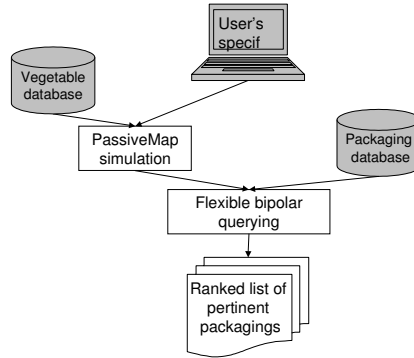 User's
specif
Vegetable
database
PassiveMap
simulation
Packaging
database
Flexible bipolar
querying
Ranked list of
pertinent
packagings